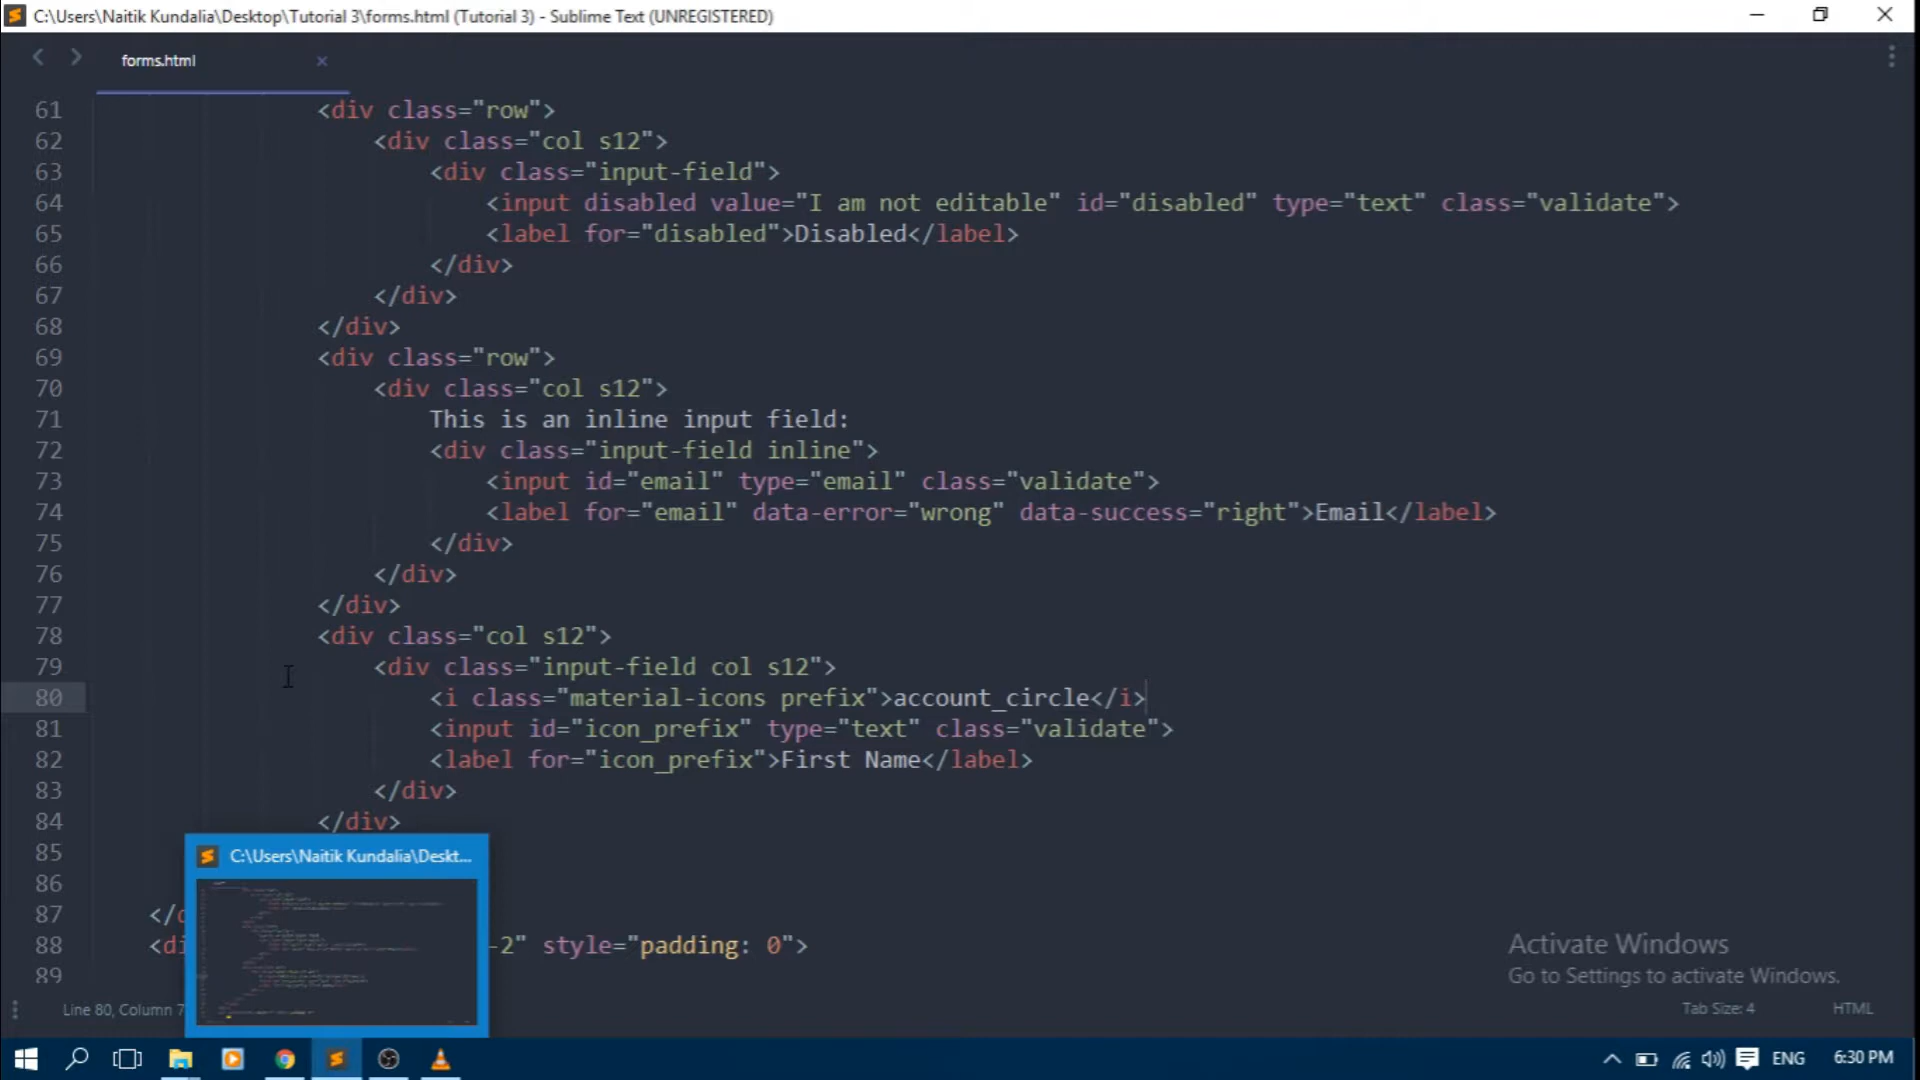 C:\Users\Naitik Kundalia\Desktop\Tutorial 3\forms.html (Tutorial 3) - Sublime Text (UNREGISTERED)
forms.html
61 <div class="row">
62 <div class="col s12">
63 <div class="input-field">
64 <input disabled value="I am not editable" id="disabled" type="text" class="validate">
65 <label for="disabled">Disabled</label>
66 </div>
67 </div>
68 </div>
69 <div class="row">
70 <div class="col s12">
71 This is an inline input field:
72 <div class="input-field inline">
73 <input id="email" type="email" class="validate">
74 <label for="email" data-error="wrong" data-success="right">Email</label>
75 </div>
76 </div>
77 </div>
78 <div class="col s12">
79 <div class="input-field col s12">
80 <i class="material-icons prefix">account_circle</i>
81 <input id="icon_prefix" type="text" class="validate">
82 <label for="icon_prefix">First Name</label>
83 </div>
84 </div>
85
86
87 </d
88 <di -2" style="padding: 0">
89
C:\Users\Naitik Kundalia\Deskt...
Activate Windows
Go to Settings to activate Windows.
Line 80, Column 7
Tab Size: 4
HTML
ENG
6:30 PM